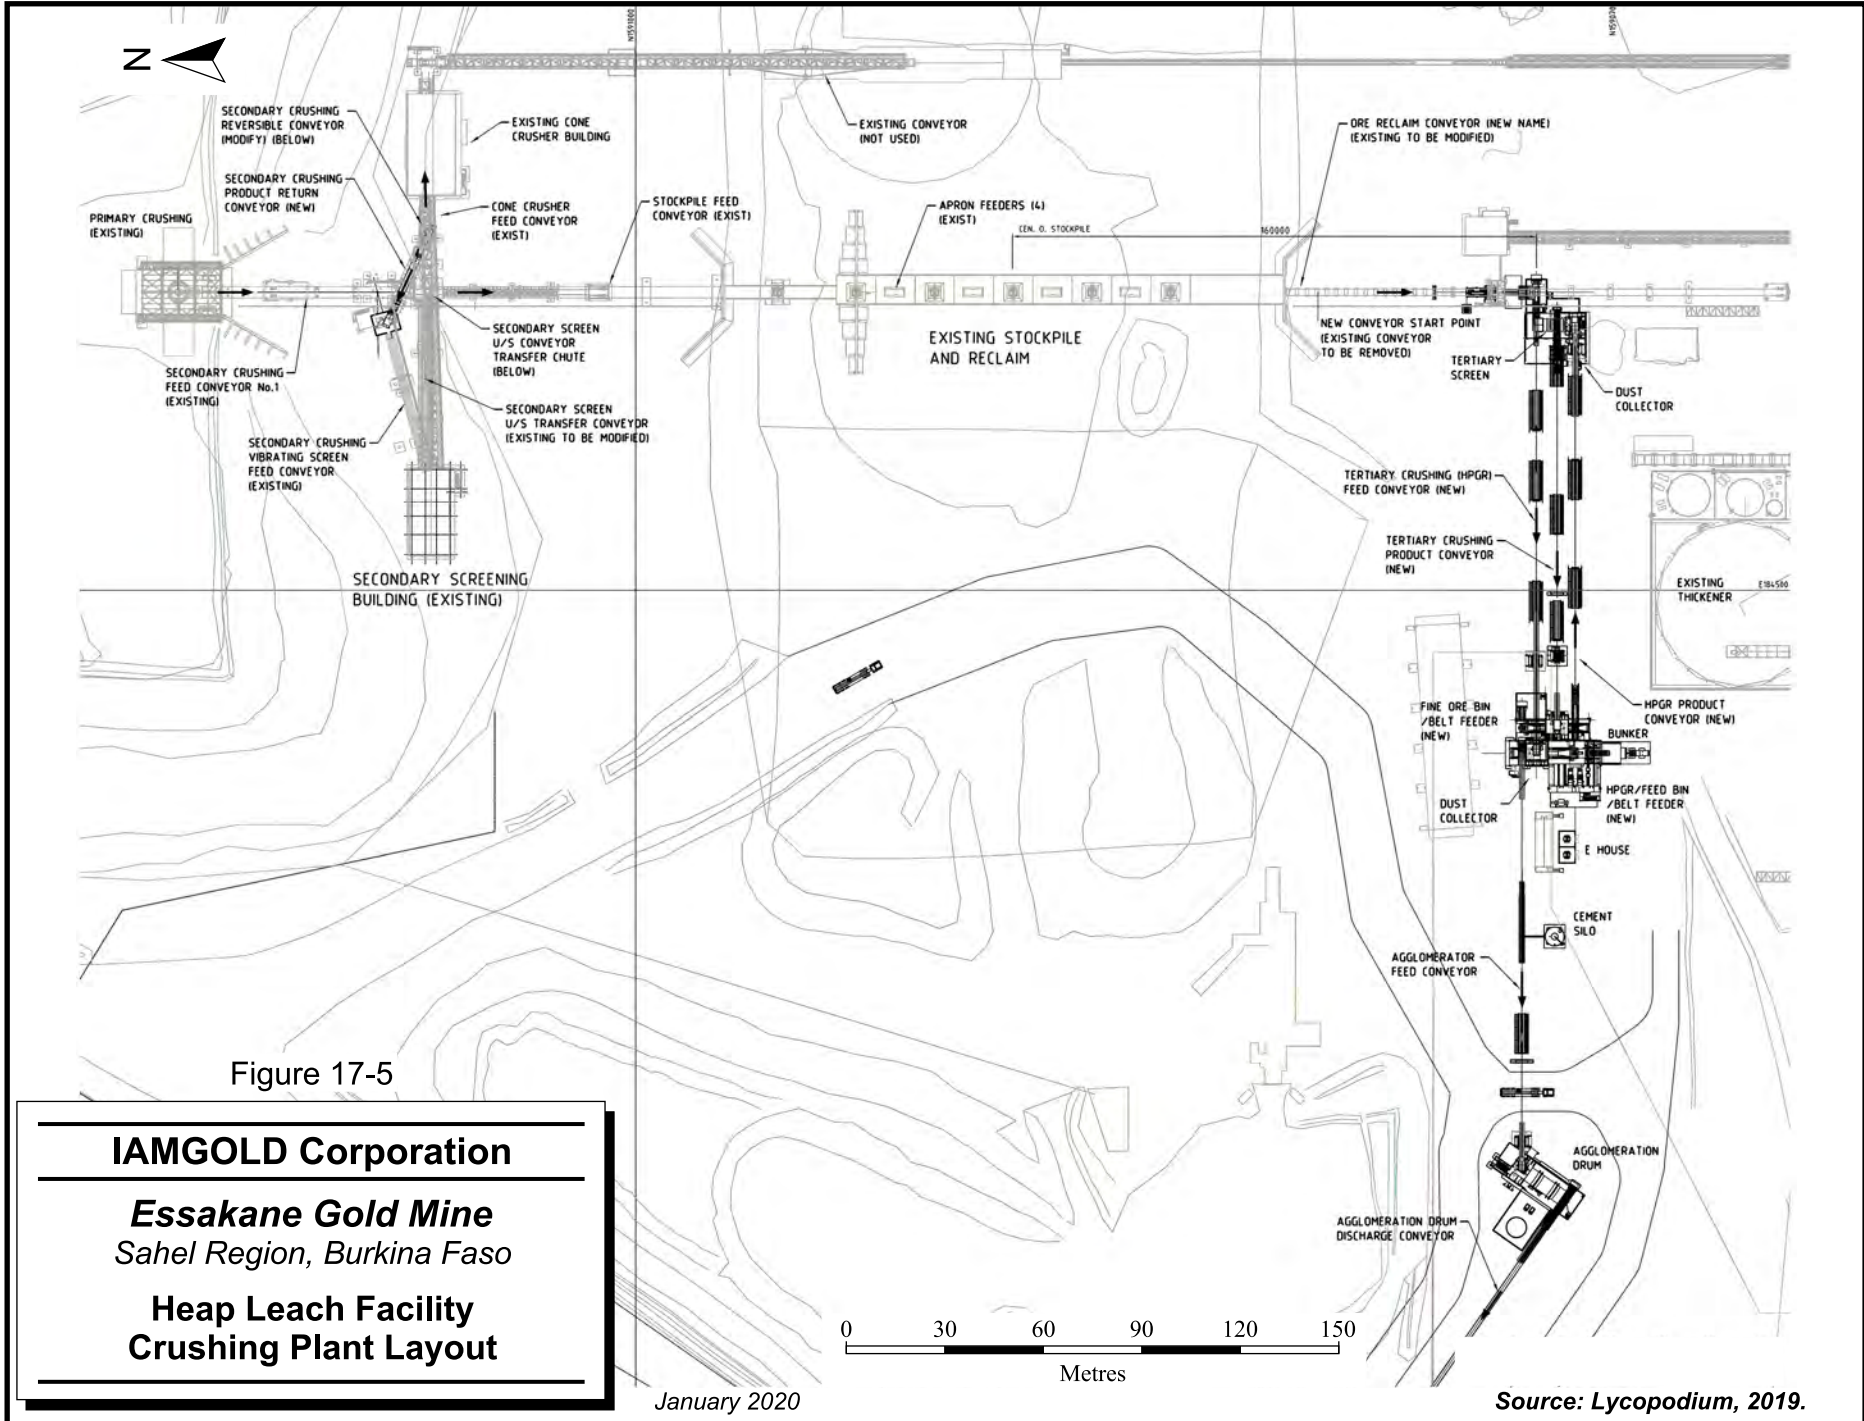 N
N1591000
N159070
SECONDARY CRUSHING
REVERSIBLE CONVEYOR
(MODIFY) (BELOW)
EXISTING CONE
CRUSHER BUILDING
EXISTING CONVEYOR
(NOT USED)
ORE RECLAIM CONVEYOR (NEW NAME)
(EXISTING TO BE MODIFIED)
SECONDARY CRUSHING
PRODUCT RETURN
CONVEYOR (NEW)
PRIMARY CRUSHING
(EXISTING)
CONE CRUSHER
FEED CONVEYOR
(EXIST)
STOCKPILE FEED
CONVEYOR (EXIST)
APRON FEEDERS (4)
(EXIST)
CEN. O. STOCKPILE
160000
SECONDARY SCREEN
U/S CONVEYOR
TRANSFER CHUTE
(BELOW)
EXISTING STOCKPILE
AND RECLAIM
NEW CONVEYOR START POINT
(EXISTING CONVEYOR
TO BE REMOVED)
TERTIARY
SCREEN
DUST
COLLECTOR
SECONDARY CRUSHING
FEED CONVEYOR No.1
(EXISTING)
SECONDARY SCREEN
U/S TRANSFER CONVEYOR
(EXISTING TO BE MODIFIED)
SECONDARY CRUSHING
VIBRATING SCREEN
FEED CONVEYOR
(EXISTING)
TERTIARY CRUSHING (HPGR)
FEED CONVEYOR (NEW)
TERTIARY CRUSHING
PRODUCT CONVEYOR
(NEW)
SECONDARY SCREENING
BUILDING (EXISTING)
EXISTING
THICKENER
E184500
FINE ORE BIN
/BELT FEEDER
(NEW)
HPGR PRODUCT
CONVEYOR (NEW)
BUNKER
DUST
COLLECTOR
HPGR/FEED BIN
/BELT FEEDER
(NEW)
E HOUSE
CEMENT
SILO
AGGLOMERATOR
FEED CONVEYOR
AGGLOMERATION
DRUM
AGGLOMERATION DRUM
DISCHARGE CONVEYOR
Figure 17-5
IAMGOLD Corporation
Essakane Gold Mine
Sahel Region, Burkina Faso
Heap Leach Facility
Crushing Plant Layout
0 30 60 90 120 150
Metres
January 2020
Source: Lycopodium, 2019.